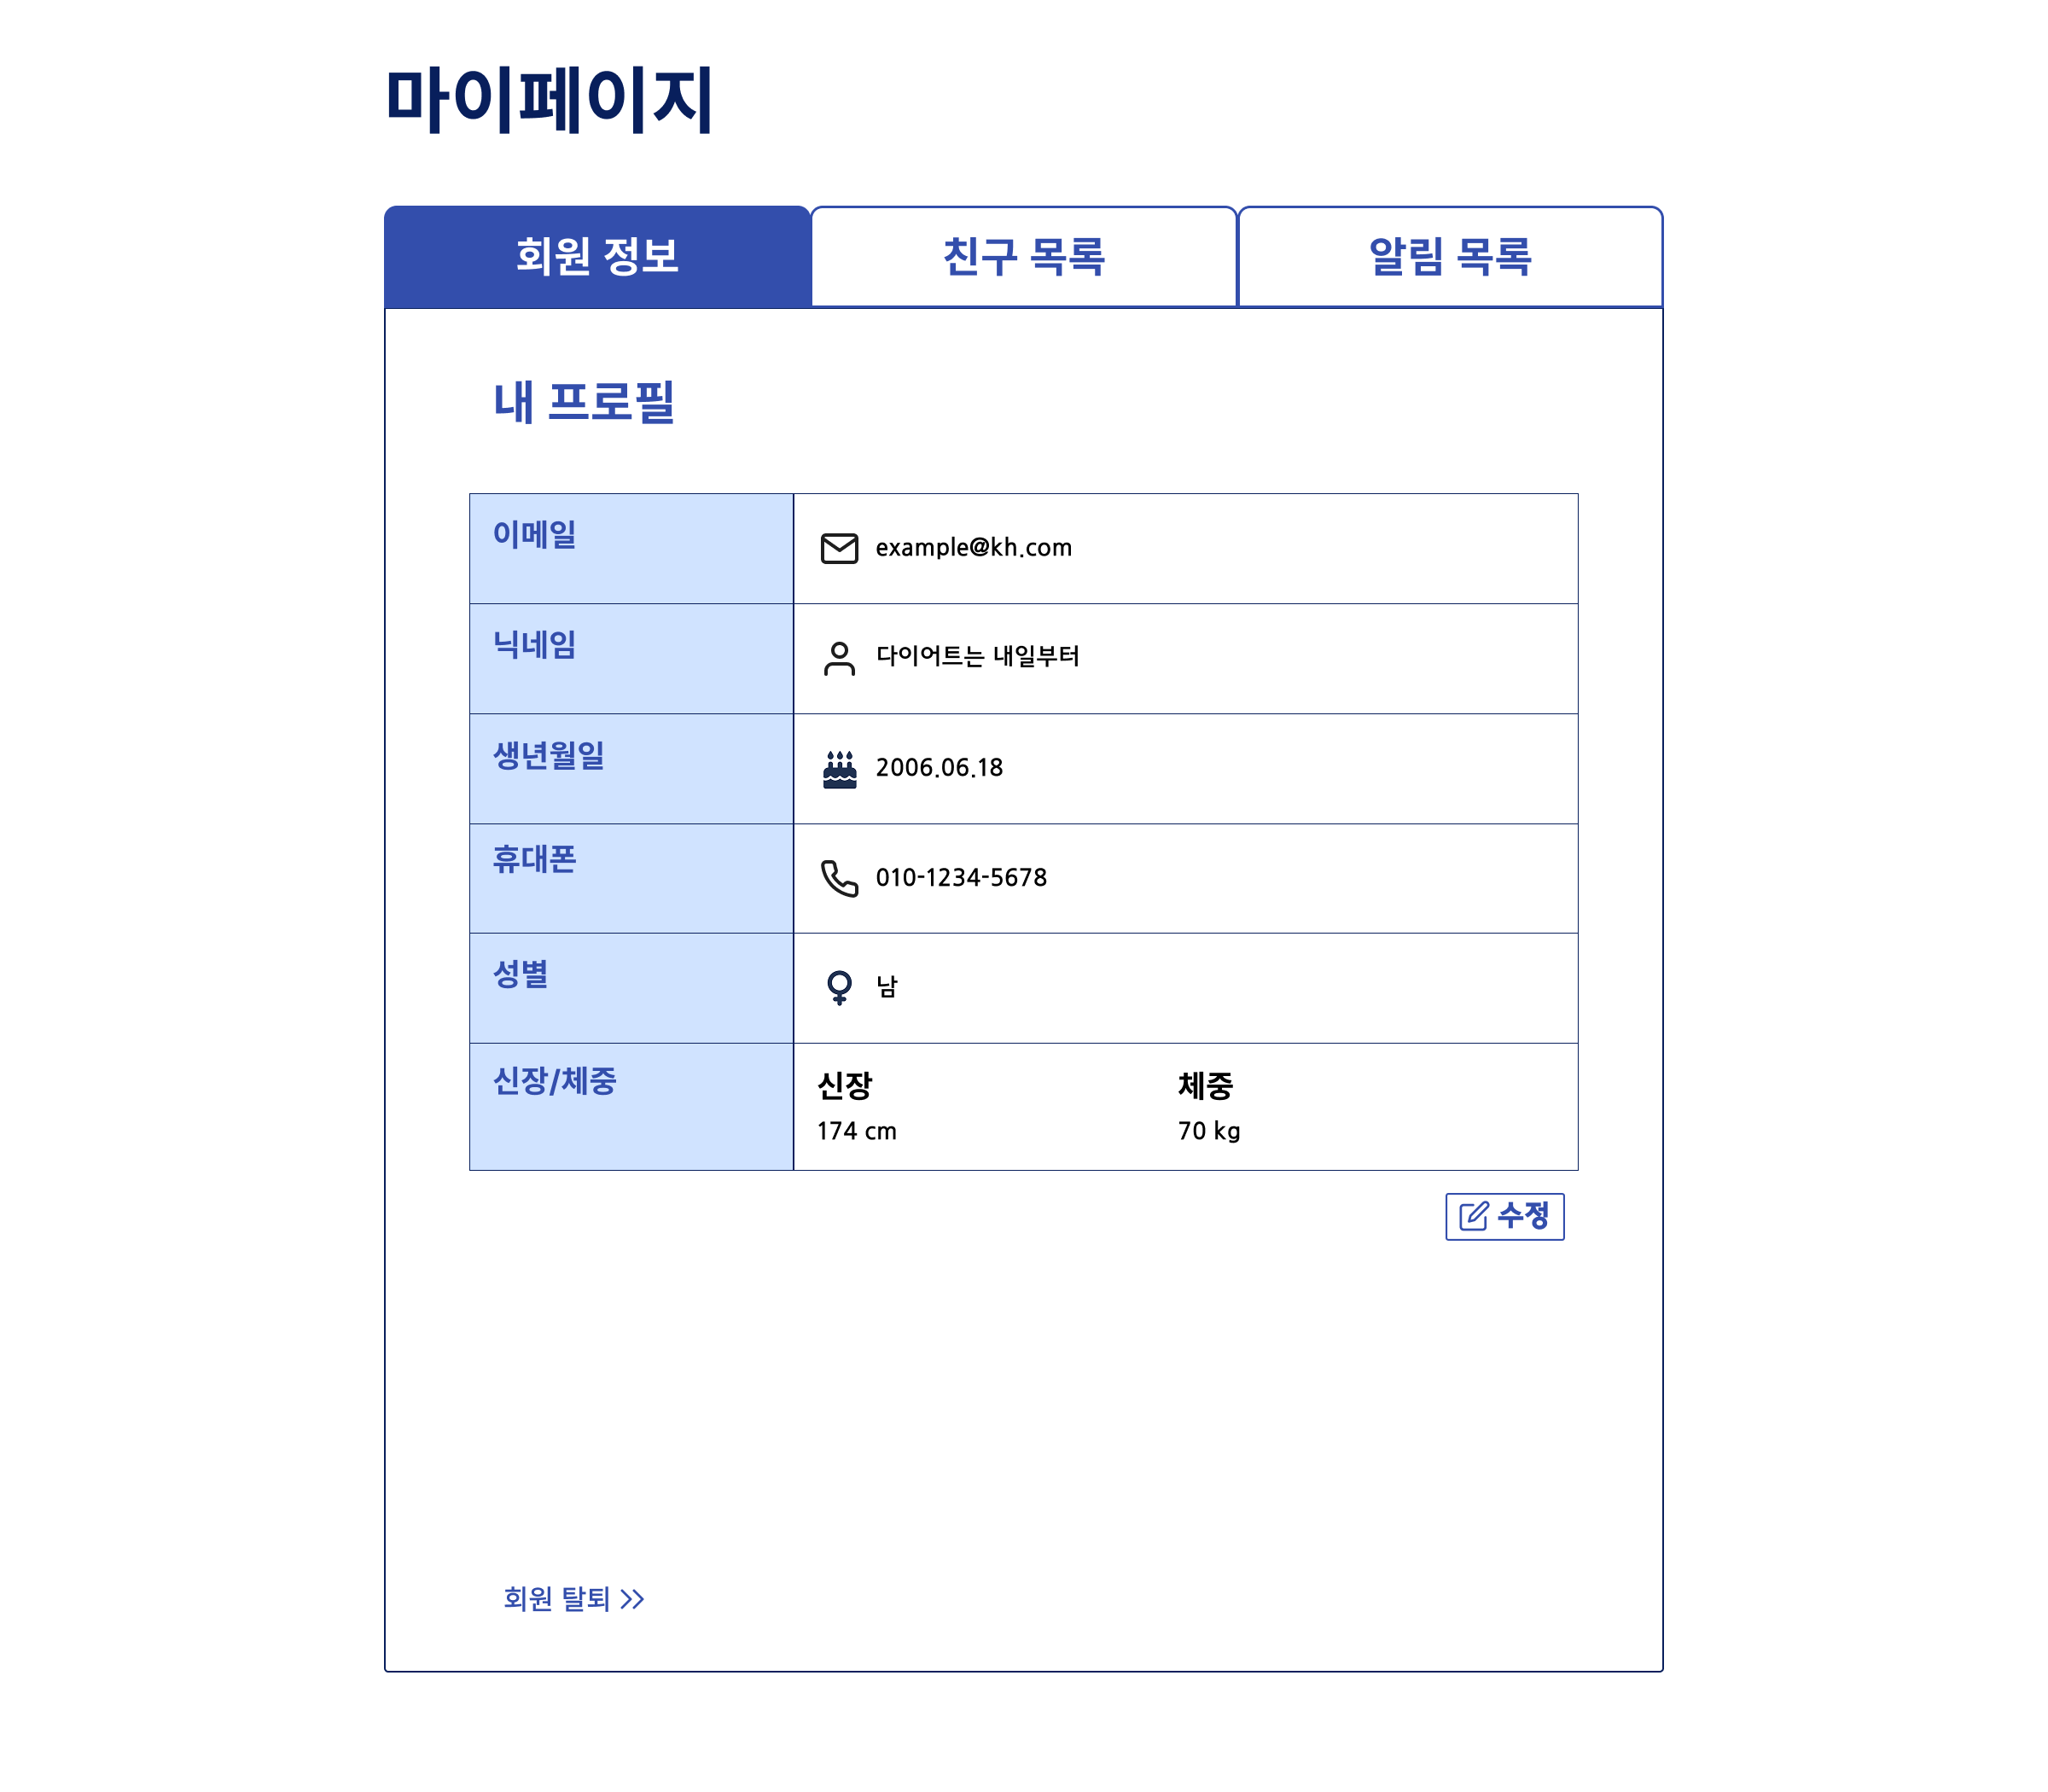 마이페이지
회원 정보
친구 목록
알림 목록
내 프로필
이메일
example@kh.com
닉네임
다이어트는 내일부터
생년월일
2006.06.18
휴대폰
010-1234-5678
성별
남
신장/체중
신장
체중
174 cm
70 kg
수정
회원 탈퇴